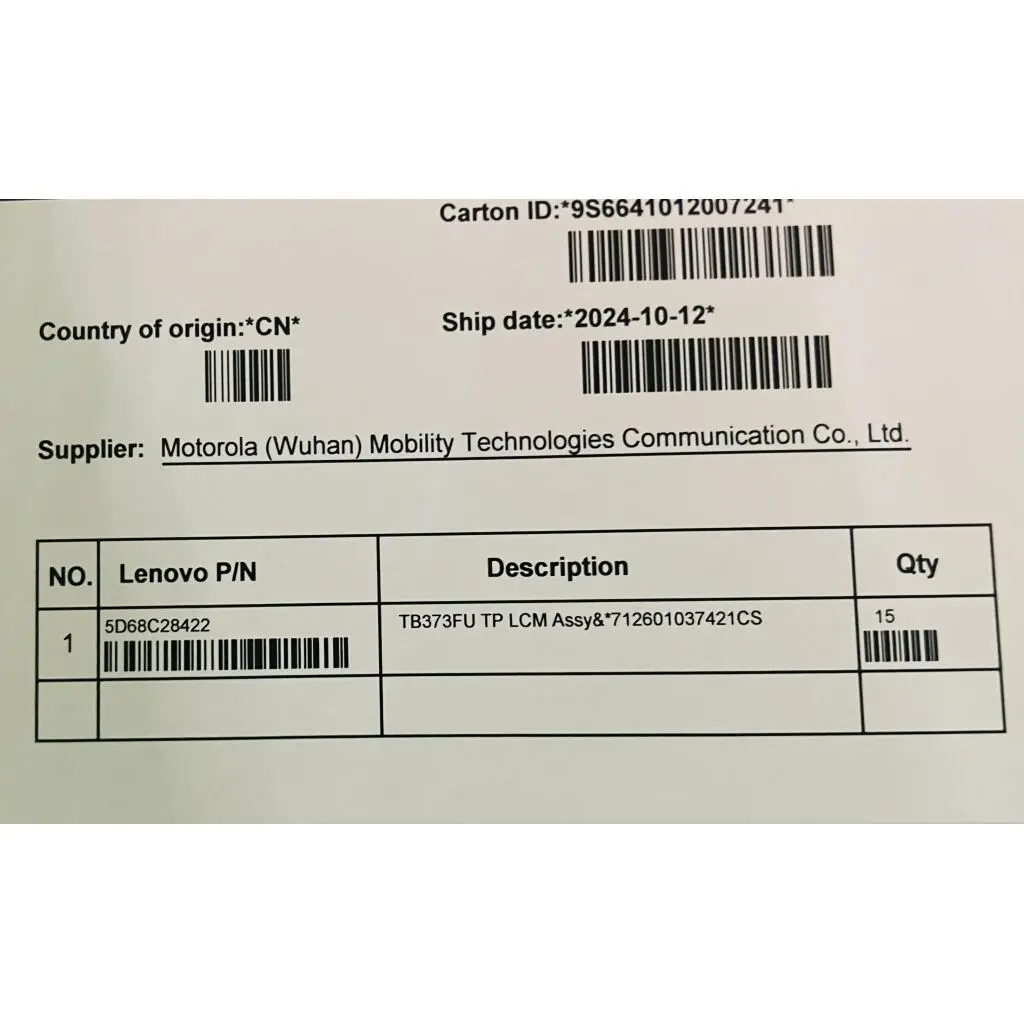 Carton ID:*9S6641012007241*
Country of origin:*CN*
Ship date:*2024-10-12*
Supplier: Motorola (Wuhan) Mobility Technologies Communication Co., Ltd.
NO. Lenovo P/N Description Qty
1 5D68C28422 TB373FU TP LCM Assy&*712601037421CS 15